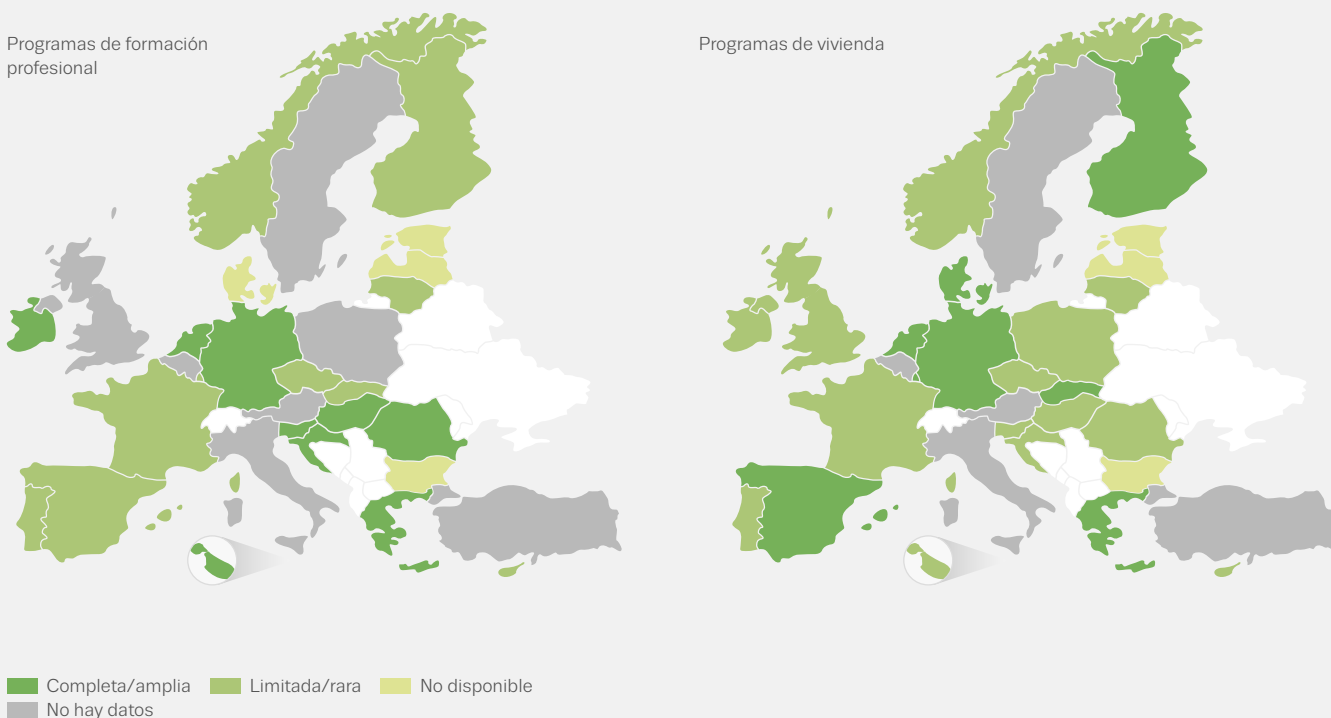 Programas de formación
profesional
Programas de vivienda
Completa/amplia
Limitada/rara
No disponible
No hay datos